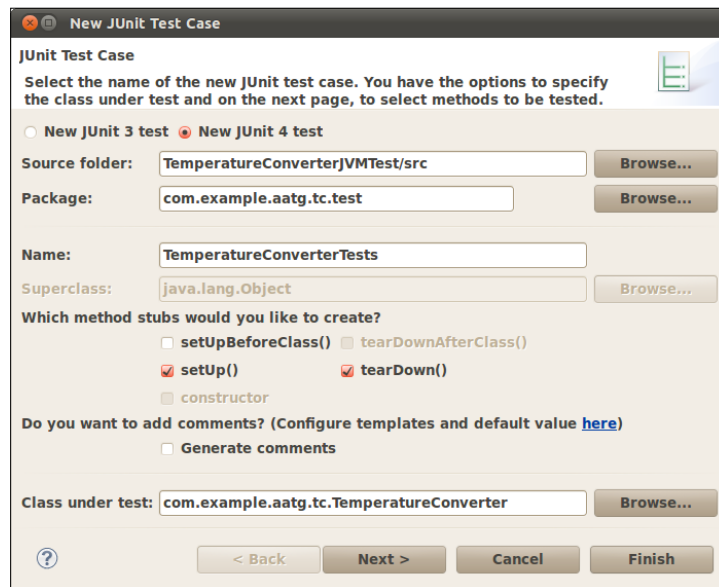 New JUnit Test Case
JUnit Test Case
Select the name of the new JUnit test case. You have the options to specify
the class under test and on the next page, to select methods to be tested.
New JUnit 3 test New JUnit 4 test
Source folder: TemperatureConverterJVMTest/src Browse...
Package: com.example.aatg.tc.test Browse...
Name: TemperatureConverterTests
Superclass: java.lang.Object Browse...
Which method stubs would you like to create?
setUpBeforeClass() tearDownAfterClass()
setUp() tearDown()
constructor
Do you want to add comments? (Configure templates and default value here)
Generate comments
Class under test: com.example.aatg.tc.TemperatureConverter Browse...
? < Back Next > Cancel Finish